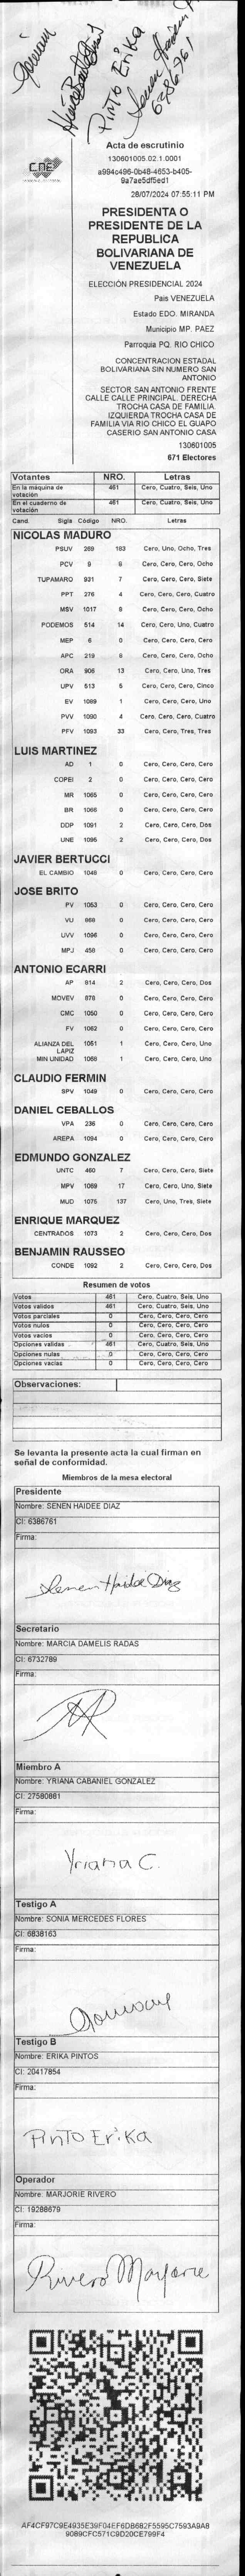 PINTO ERIKA
Senen Haidee D
6386761
CNE
Acta de escrutinio
130601005.02.1.0001
a994c496-0b48-4653-b405-
9a7ae5df5ed1
28/07/2024 07:55:11 PM
PRESIDENTA O
PRESIDENTE DE LA
REPUBLICA
BOLIVARIANA DE
VENEZUELA
ELECCIÓN PRESIDENCIAL 2024
Pais VENEZUELA
Estado EDO. MIRANDA
Municipio MP. PAEZ
Parroquia PQ. RIO CHICO
CONCENTRACION ESTADAL
BOLIVARIANA SIN NUMERO SAN
ANTONIO
SECTOR SAN ANTONIO FRENTE
CALLE CALLE PRINCIPAL. DERECHA
TROCHA CASA DE FAMILIA.
IZQUIERDA TROCHA CASA DE
FAMILIA VIA RIO CHICO EL GUAPO
CASERIO SAN ANTONIO CASA
130601005
671 Electores
Votantes NRO. Letras
En la máquina de votación 461 Cero, Cuatro, Seis, Uno
En el cuaderno de votación 461 Cero, Cuatro, Seis, Uno
Cand. Sigla Código NRO. Letras
NICOLAS MADURO
PSUV 289 183 Cero, Uno, Ocho, Tres
PCV 9 8 Cero, Cero, Cero, Ocho
TUPAMARO 931 7 Cero, Cero, Cero, Siete
PPT 276 4 Cero, Cero, Cero, Cuatro
MSV 1017 8 Cero, Cero, Cero, Ocho
PODEMOS 514 14 Cero, Cero, Uno, Cuatro
MEP 6 0 Cero, Cero, Cero, Cero
APC 219 8 Cero, Cero, Cero, Ocho
ORA 906 13 Cero, Cero, Uno, Tres
UPV 513 5 Cero, Cero, Cero, Cinco
EV 1089 1 Cero, Cero, Cero, Uno
PVV 1090 4 Cero, Cero, Cero, Cuatro
PFV 1093 33 Cero, Cero, Tres, Tres
LUIS MARTINEZ
AD 1 0 Cero, Cero, Cero, Cero
COPEI 2 0 Cero, Cero, Cero, Cero
MR 1065 0 Cero, Cero, Cero, Cero
BR 1066 0 Cero, Cero, Cero, Cero
DDP 1091 2 Cero, Cero, Cero, Dos
UNE 1095 2 Cero, Cero, Cero, Dos
JAVIER BERTUCCI
EL CAMBIO 1048 0 Cero, Cero, Cero, Cero
JOSE BRITO
PV 1053 0 Cero, Cero, Cero, Cero
VU 868 0 Cero, Cero, Cero, Cero
UVV 1096 0 Cero, Cero, Cero, Cero
MPJ 458 0 Cero, Cero, Cero, Cero
ANTONIO ECARRI
AP 914 2 Cero, Cero, Cero, Dos
MOVEV 878 0 Cero, Cero, Cero, Cero
CMC 1050 0 Cero, Cero, Cero, Cero
FV 1062 0 Cero, Cero, Cero, Cero
ALIANZA DEL LAPIZ 1051 1 Cero, Cero, Cero, Uno
MIN UNIDAD 1068 1 Cero, Cero, Cero, Uno
CLAUDIO FERMIN
SPV 1049 0 Cero, Cero, Cero, Cero
DANIEL CEBALLOS
VPA 236 0 Cero, Cero, Cero, Cero
AREPA 1094 0 Cero, Cero, Cero, Cero
EDMUNDO GONZALEZ
UNTC 460 7 Cero, Cero, Cero, Siete
MPV 1069 17 Cero, Cero, Uno, Siete
MUD 1075 137 Cero, Uno, Tres, Siete
ENRIQUE MARQUEZ
CENTRADOS 1073 2 Cero, Cero, Cero, Dos
BENJAMIN RAUSSEO
CONDE 1092 2 Cero, Cero, Cero, Dos
Resumen de votos
Votos 461 Cero, Cuatro, Seis, Uno
Votos validos 461 Cero, Cuatro, Seis, Uno
Votos parciales 0 Cero, Cero, Cero, Cero
Votos nulos 0 Cero, Cero, Cero, Cero
Votos vacios 0 Cero, Cero, Cero, Cero
Opciones validas 461 Cero, Cuatro, Seis, Uno
Opciones nulas 0 Cero, Cero, Cero, Cero
Opciones vacias 0 Cero, Cero, Cero, Cero
Observaciones:
Se levanta la presente acta la cual firman en
señal de conformidad.
Miembros de la mesa electoral
Presidente
Nombre: SENEN HAIDEE DIAZ
CI: 6386761
Firma:
Senen Haidee Diaz
Secretario
Nombre: MARCIA DAMELIS RADAS
CI: 6732789
Firma:
Miembro A
Nombre: YRIANA CABANIEL GONZALEZ
CI: 27580881
Firma:
Yriana C.
Testigo A
Nombre: SONIA MERCEDES FLORES
CI: 6838163
Firma:
Testigo B
Nombre: ERIKA PINTOS
CI: 20417854
Firma:
PINTO ERIKA
Operador
Nombre: MARJORIE RIVERO
CI: 19288679
Firma:
Rivero Marjorie
AF4CF97C9E4935E39F04EF6D8682F5595C7593A9A8
9089CFC571C9D20CE799F4